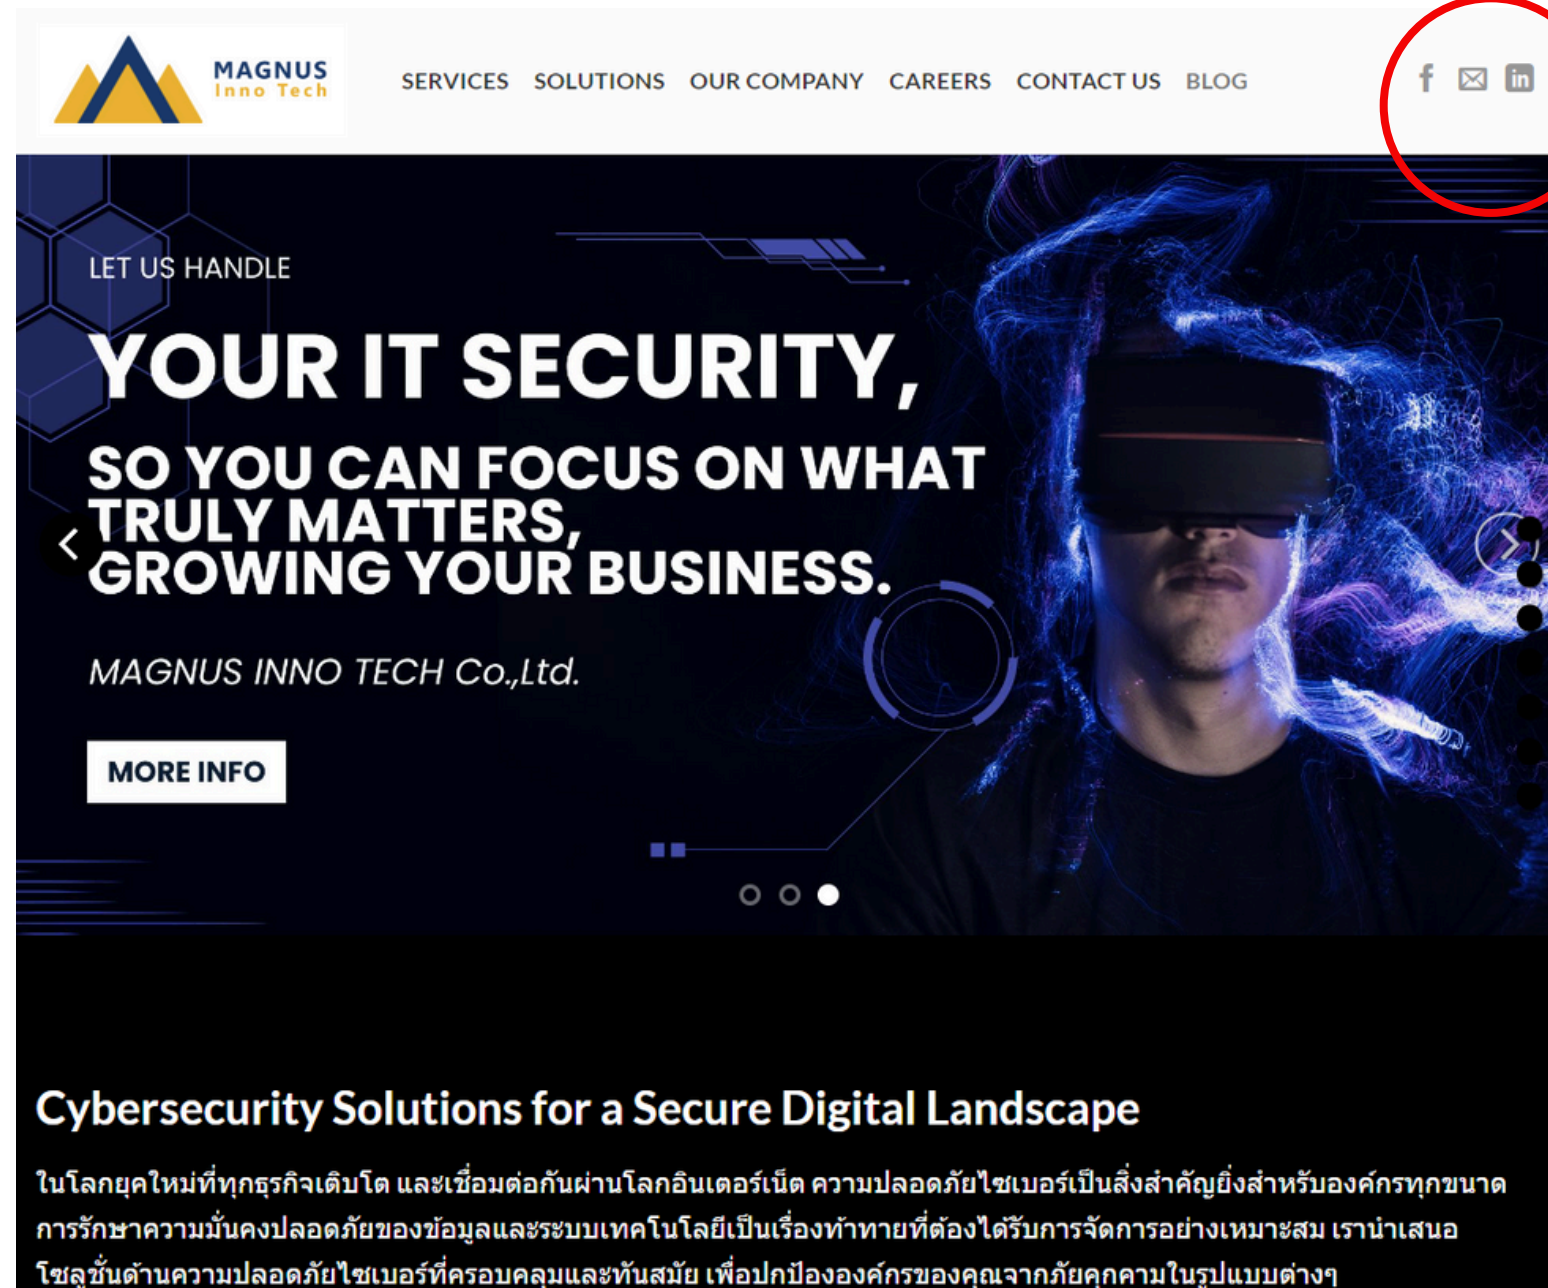 MAGNUS
Inno Tech
SERVICES SOLUTIONS OUR COMPANY CAREERS CONTACT US BLOG
LET US HANDLE
YOUR IT SECURITY,
SO YOU CAN FOCUS ON WHAT
TRULY MATTERS,
GROWING YOUR BUSINESS.
MAGNUS INNO TECH Co.,Ltd.
MORE INFO
Cybersecurity Solutions for a Secure Digital Landscape
ในโลกยุคใหม่ที่ทุกธุรกิจเติบโต และเชื่อมต่อกันผ่านโลกอินเตอร์เน็ต ความปลอดภัยไซเบอร์เป็นสิ่งสำคัญยิ่งสำหรับองค์กรทุกขนาด
การรักษาความมั่นคงปลอดภัยของข้อมูลและระบบเทคโนโลยีเป็นเรื่องท้าทายที่ต้องได้รับการจัดการอย่างเหมาะสม เรานำเสนอ
โซลูชั่นด้านความปลอดภัยไซเบอร์ที่ครอบคลุมและทันสมัย เพื่อปกป้ององค์กรของคุณจากภัยคุกคามในรูปแบบต่างๆ